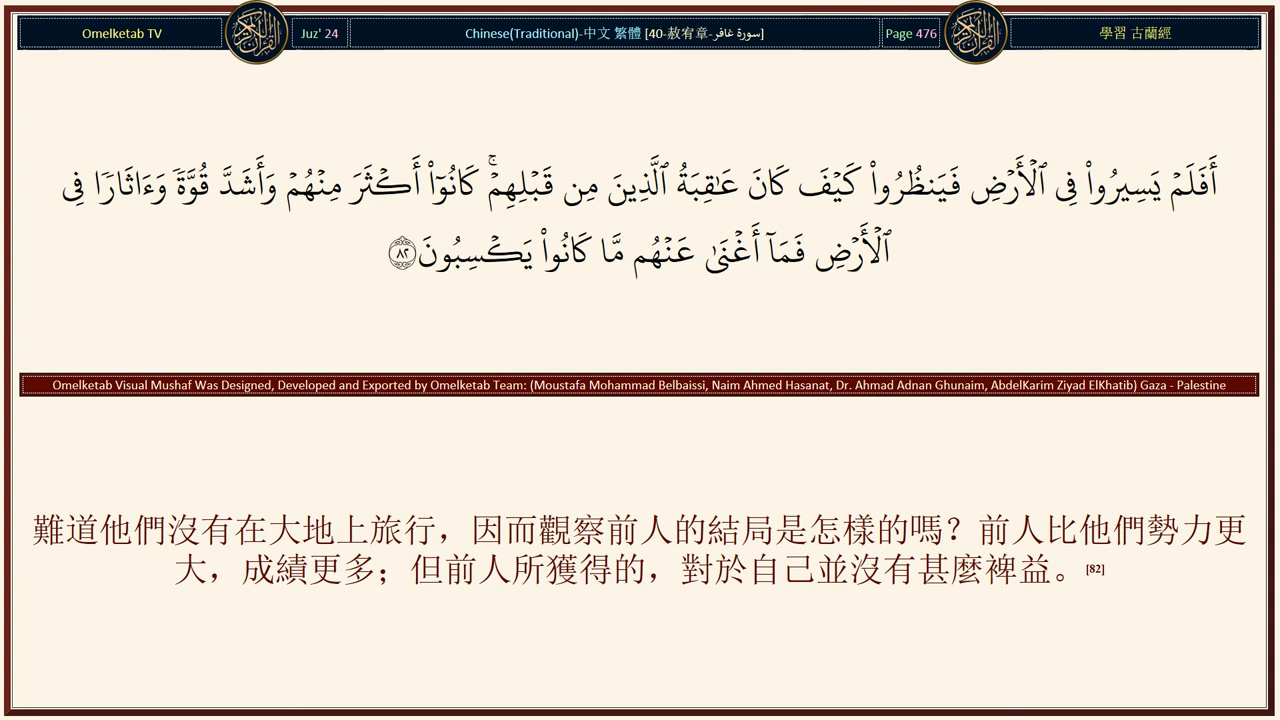 Omelketab TV
Juz' 24
Chinese(Traditional)-中文 繁體 [40-赦宥章-سورة غافر]
Page 476
學習 古蘭經
أَفَلَمۡ يَسِيرُواْ فِي ٱلۡأَرۡضِ فَيَنظُرُواْ كَيۡفَ كَانَ عَٰقِبَةُ ٱلَّذِينَ مِن قَبۡلِهِمۡۚ كَانُوٓاْ أَكۡثَرَ مِنۡهُمۡ وَأَشَدَّ قُوَّةٗ وَءَاثَارٗا فِي
ٱلۡأَرۡضِ فَمَآ أَغۡنَىٰ عَنۡهُم مَّا كَانُواْ يَكۡسِبُونَ ٨٢
Omelketab Visual Mushaf Was Designed, Developed and Exported by Omelketab Team: (Moustafa Mohammad Belbaissi, Naim Ahmed Hasanat, Dr. Ahmad Adnan Ghunaim, AbdelKarim Ziyad ElKhatib) Gaza - Palestine
難道他們沒有在大地上旅行，因而觀察前人的結局是怎樣的嗎？前人比他們勢力更
大，成績更多；但前人所獲得的，對於自己並沒有甚麼裨益。[82]